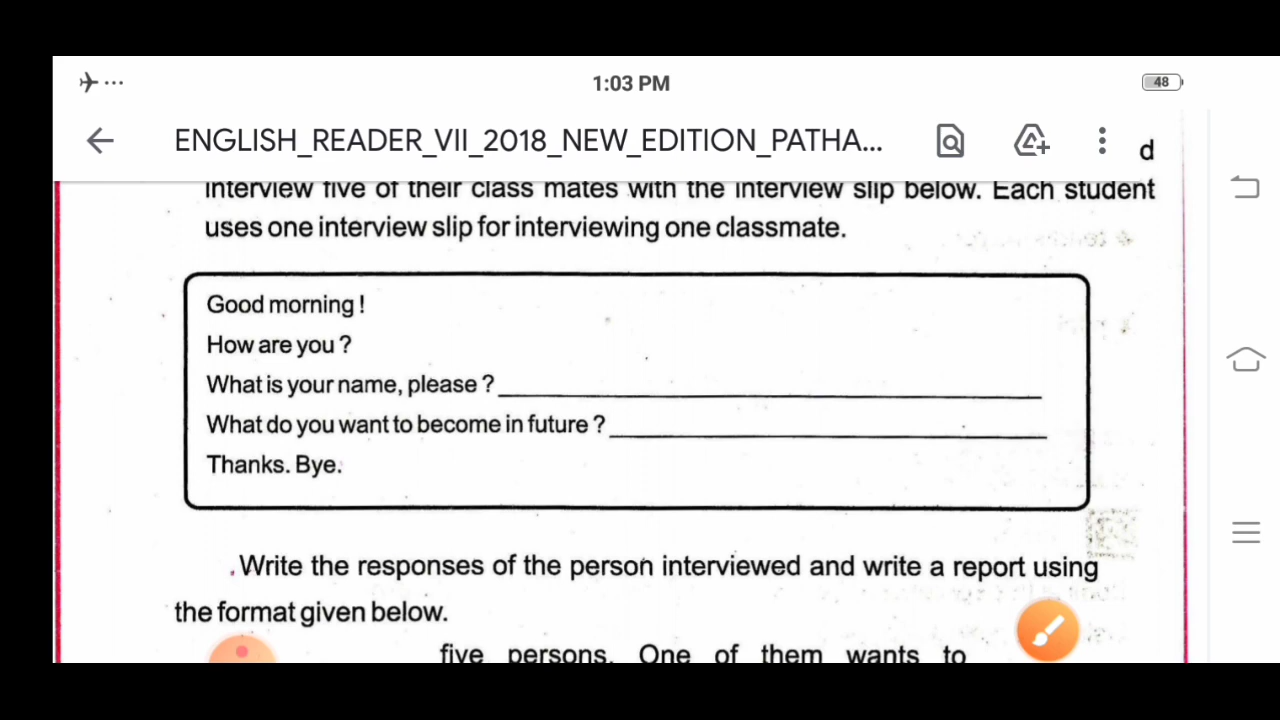 1:03 PM
48
ENGLISH_READER_VII_2018_NEW_EDITION_PATHA...
d
interview five of their class mates with the interview slip below. Each student
uses one interview slip for interviewing one classmate.
Good morning !
How are you ?
What is your name, please ?
What do you want to become in future ?
Thanks. Bye.
.Write the responses of the person interviewed and write a report using
the format given below.
five persons. One of them wants to